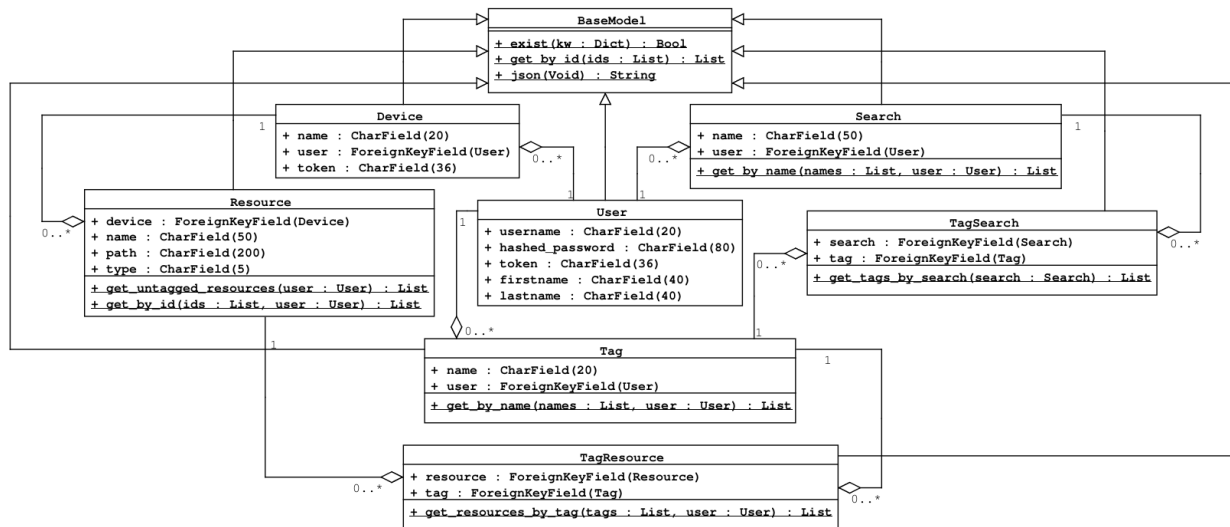 BaseModel
+ exist(kw : Dict) : Bool
+ get_by_id(ids : List) : List
+ json(Void) : String
Device
+ name : CharField(20)
+ user : ForeignKeyField(User)
+ token : CharField(36)
Search
+ name : CharField(50)
+ user : ForeignKeyField(User)
+ get_by_name(names : List, user : User) : List
1
1
0..*
0..*
1
1
Resource
+ device : ForeignKeyField(Device)
+ name : CharField(50)
+ path : CharField(200)
+ type : CharField(5)
+ get_untagged_resources(user : User) : List
+ get_by_id(ids : List, user : User) : List
0..*
1
User
+ username : CharField(20)
+ hashed_password : CharField(80)
+ token : CharField(36)
+ firstname : CharField(40)
+ lastname : CharField(40)
TagSearch
+ search : ForeignKeyField(Search)
+ tag : ForeignKeyField(Tag)
+ get_tags_by_search(search : Search) : List
0..*
0..*
0..*
1
1
1
Tag
+ name : CharField(20)
+ user : ForeignKeyField(User)
+ get_by_name(names : List, user : User) : List
TagResource
+ resource : ForeignKeyField(Resource)
+ tag : ForeignKeyField(Tag)
+ get_resources_by_tag(tags : List, user : User) : List
0..*
0..*